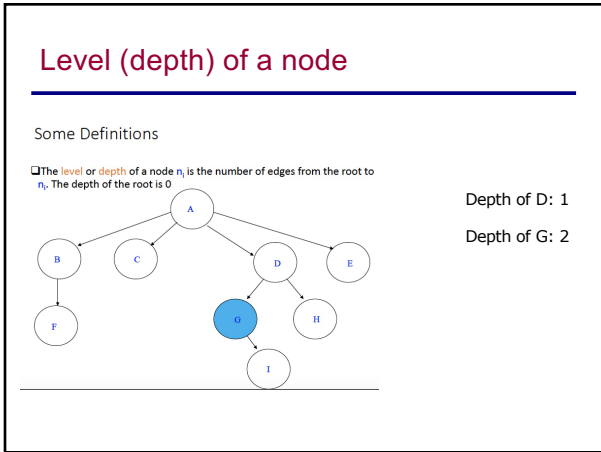 Level (depth) of a node
Some Definitions
❑The level or depth of a node nᵢ is the number of edges from the root to
nᵢ. The depth of the root is 0
A
Depth of D: 1
Depth of G: 2
B
C
D
E
F
G
H
I